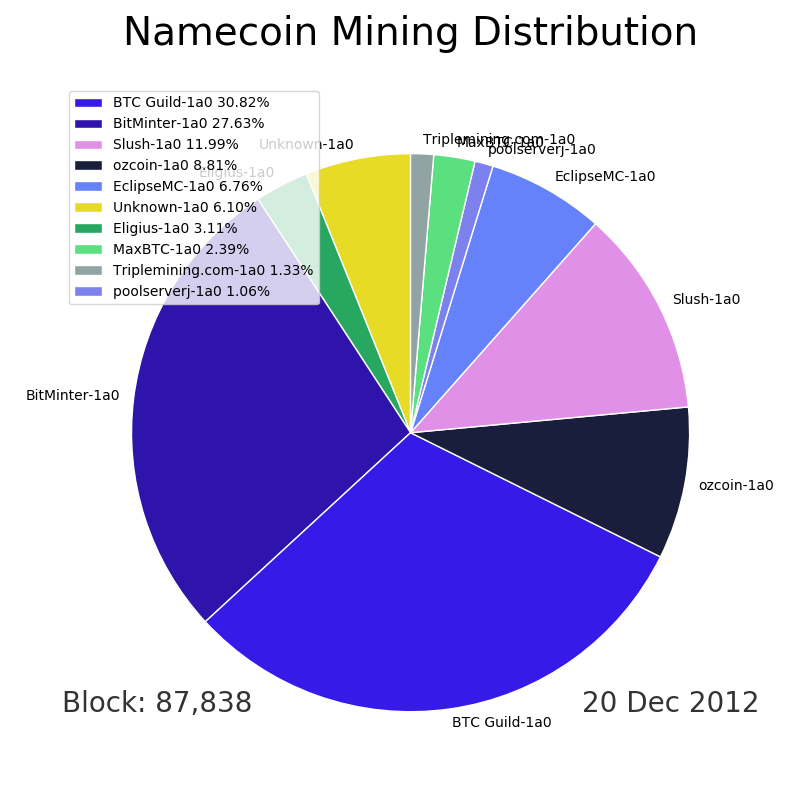 Namecoin Mining Distribution
BTC Guild-1a0 30.82%
BitMinter-1a0 27.63%
Slush-1a0 11.99%
ozcoin-1a0 8.81%
EclipseMC-1a0 6.76%
Unknown-1a0 6.10%
Eligius-1a0 3.11%
MaxBTC-1a0 2.39%
Triplemining.com-1a0 1.33%
poolserverj-1a0 1.06%
Triplemining.com-1a0
MaxBTC-1a0
poolserverj-1a0
Unknown-1a0
Eligius-1a0
EclipseMC-1a0
Slush-1a0
BitMinter-1a0
ozcoin-1a0
Block: 87,838
20 Dec 2012
BTC Guild-1a0